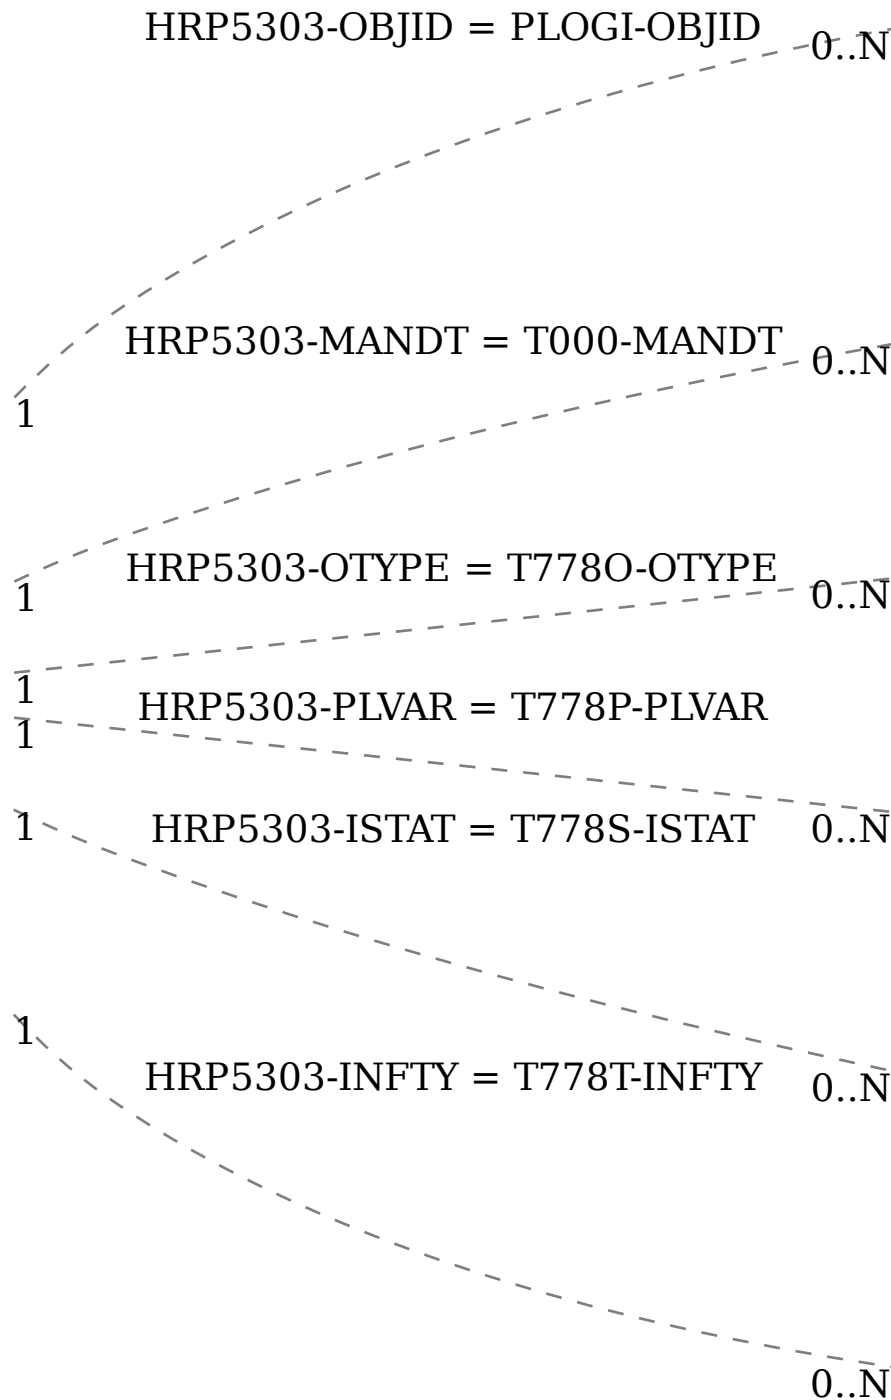 HRP5303-OBJID = PLOGI-OBJID
0..N
HRP5303-MANDT = T000-MANDT
0..N
1
HRP5303-OTYPE = T778O-OTYPE
0..N
1
1
HRP5303-PLVAR = T778P-PLVAR
1
1
HRP5303-ISTAT = T778S-ISTAT
0..N
1
HRP5303-INFTY = T778T-INFTY
0..N
0..N